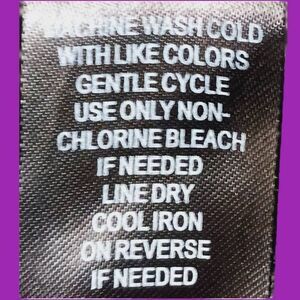 MACHINE WASH COLD
WITH LIKE COLORS
GENTLE CYCLE
USE ONLY NON-
CHLORINE BLEACH
IF NEEDED
LINE DRY
COOL IRON
ON REVERSE
IF NEEDED